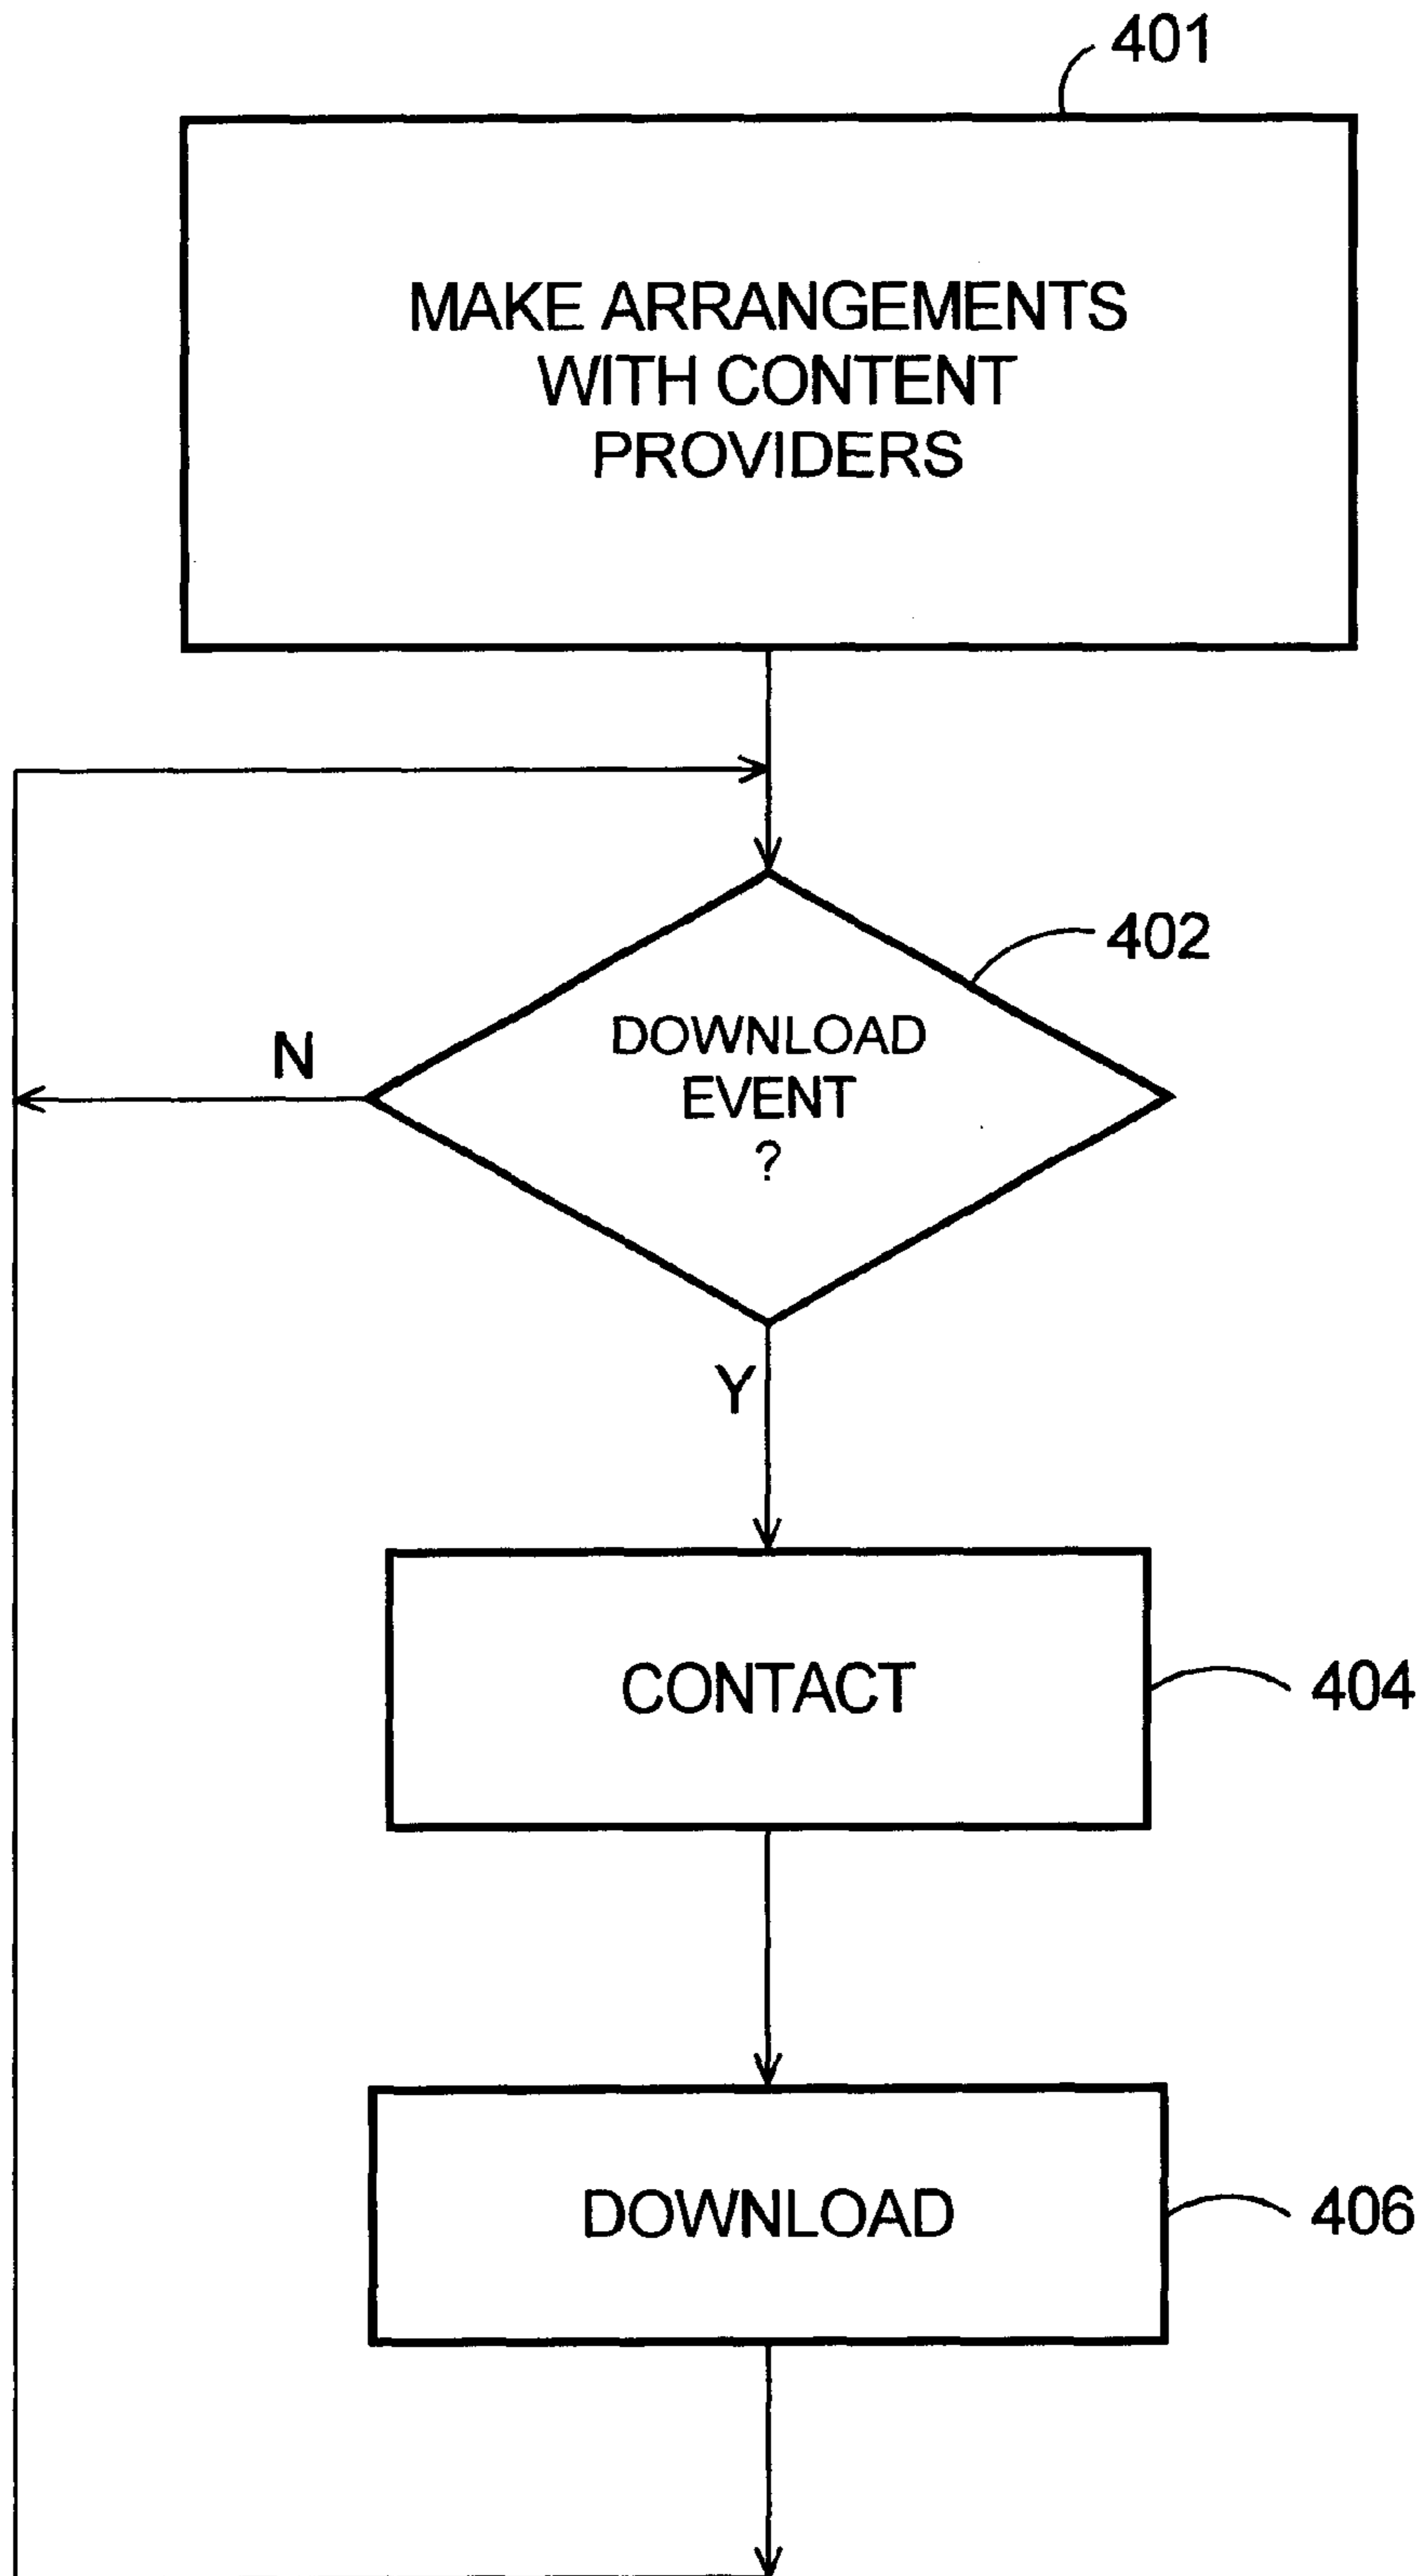 401
MAKE ARRANGEMENTS
WITH CONTENT
PROVIDERS
402
DOWNLOAD
EVENT
?
N
Y
CONTACT
404
DOWNLOAD
406